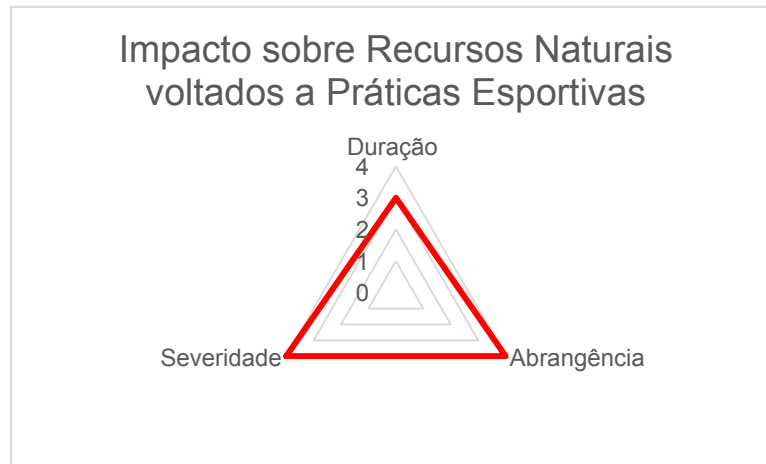 Impacto sobre Recursos Naturais
voltados a Práticas Esportivas
Duração
4
3
2
1
0
Severidade
Abrangência